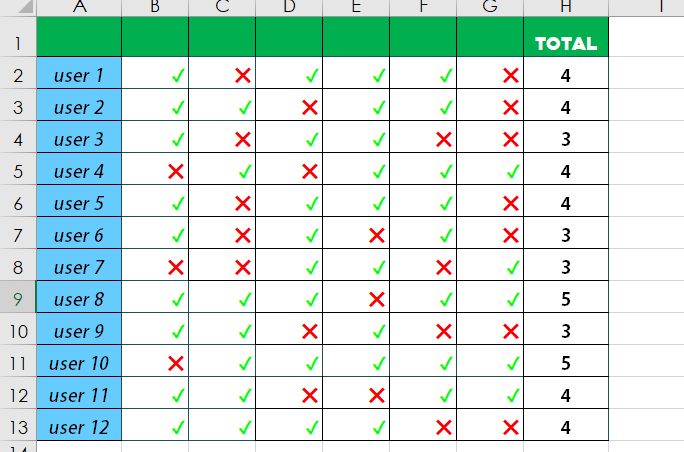 A B C D E F G H I
1 TOTAL
2 user 1 ✓ ✕ ✓ ✓ ✓ ✕ 4
3 user 2 ✓ ✓ ✕ ✓ ✓ ✕ 4
4 user 3 ✓ ✕ ✓ ✓ ✕ ✕ 3
5 user 4 ✕ ✓ ✕ ✓ ✓ ✓ 4
6 user 5 ✓ ✕ ✓ ✓ ✓ ✕ 4
7 user 6 ✓ ✕ ✓ ✕ ✓ ✕ 3
8 user 7 ✕ ✕ ✓ ✓ ✕ ✓ 3
9 user 8 ✓ ✓ ✓ ✕ ✓ ✓ 5
10 user 9 ✓ ✓ ✕ ✓ ✕ ✕ 3
11 user 10 ✕ ✓ ✓ ✓ ✓ ✓ 5
12 user 11 ✓ ✓ ✕ ✕ ✓ ✓ 4
13 user 12 ✓ ✓ ✓ ✓ ✕ ✕ 4
14